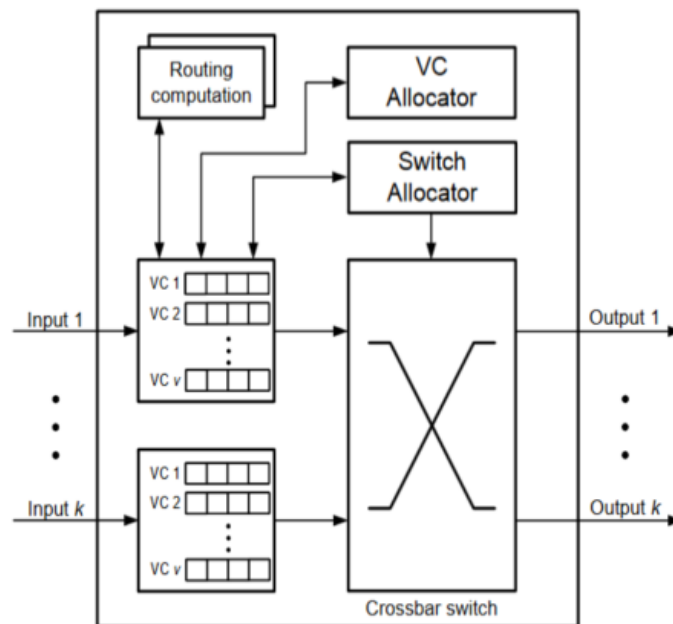 Routing
computation
VC
Allocator
Switch
Allocator
VC 1
VC 2
VC v
Input 1
Output 1
VC 1
VC 2
VC v
Input k
Output k
Crossbar switch